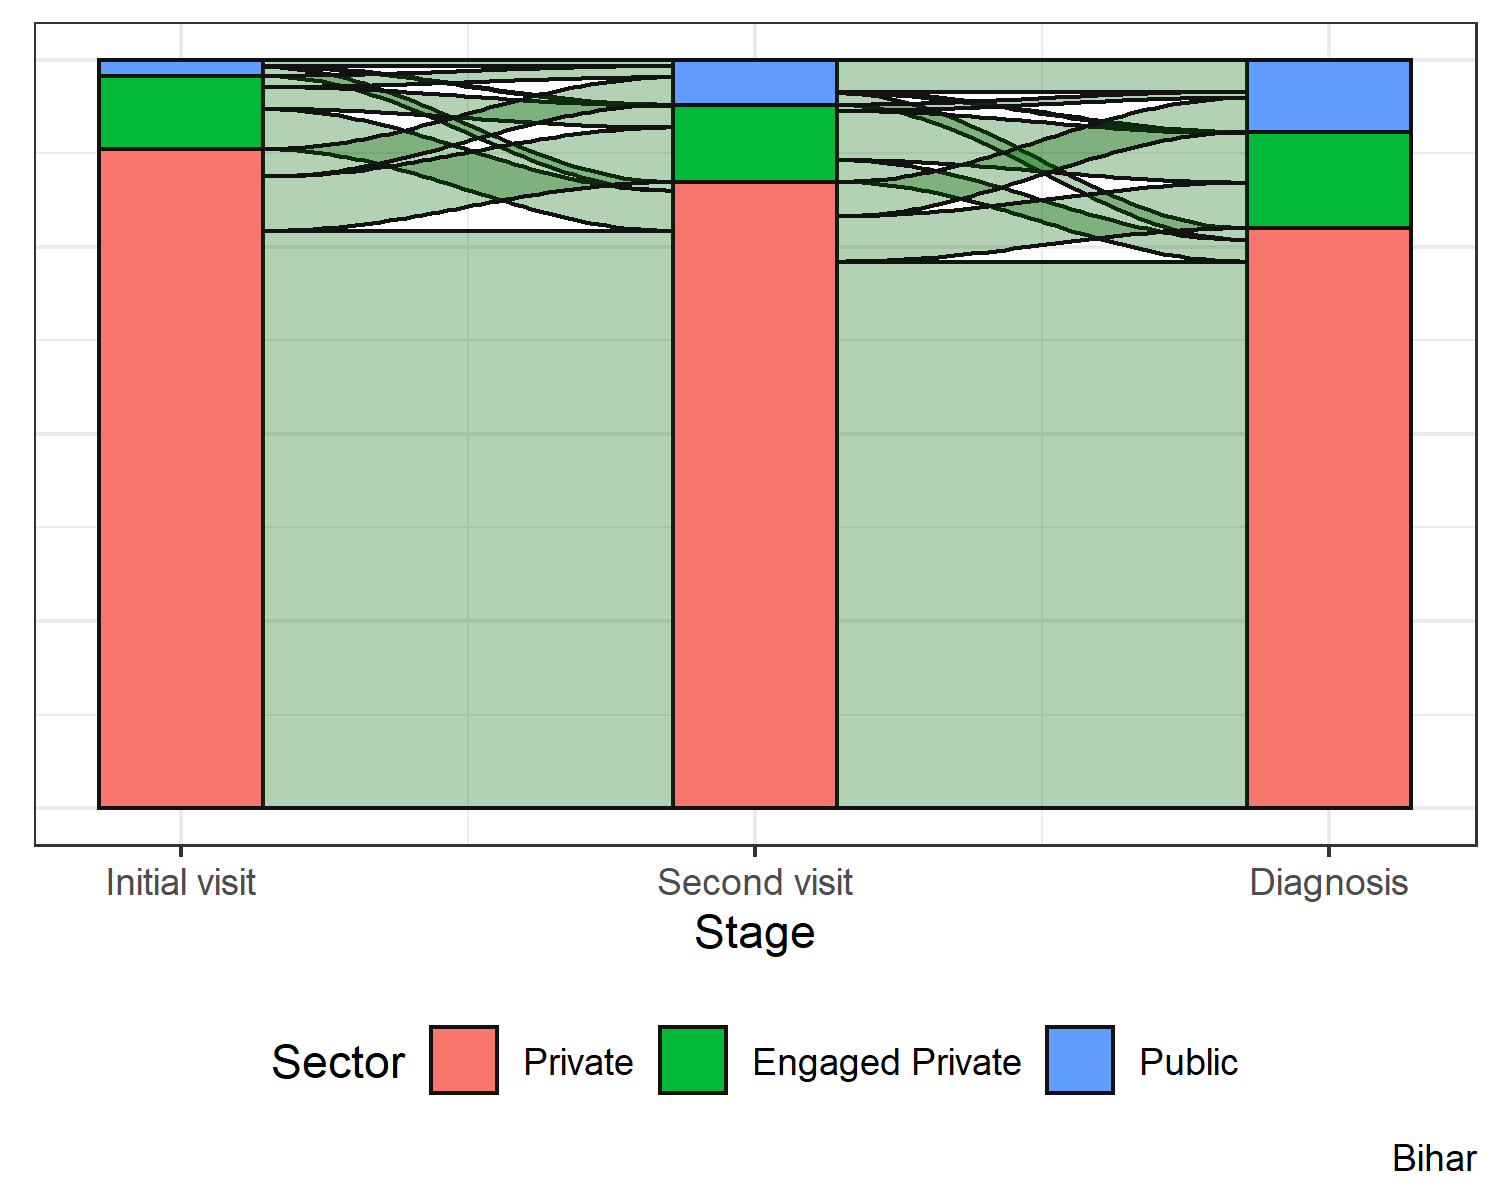 Initial visit Second visit Diagnosis
Stage
Sector Private Engaged Private Public
Bihar